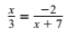 x/3 = -2/(x + 7)